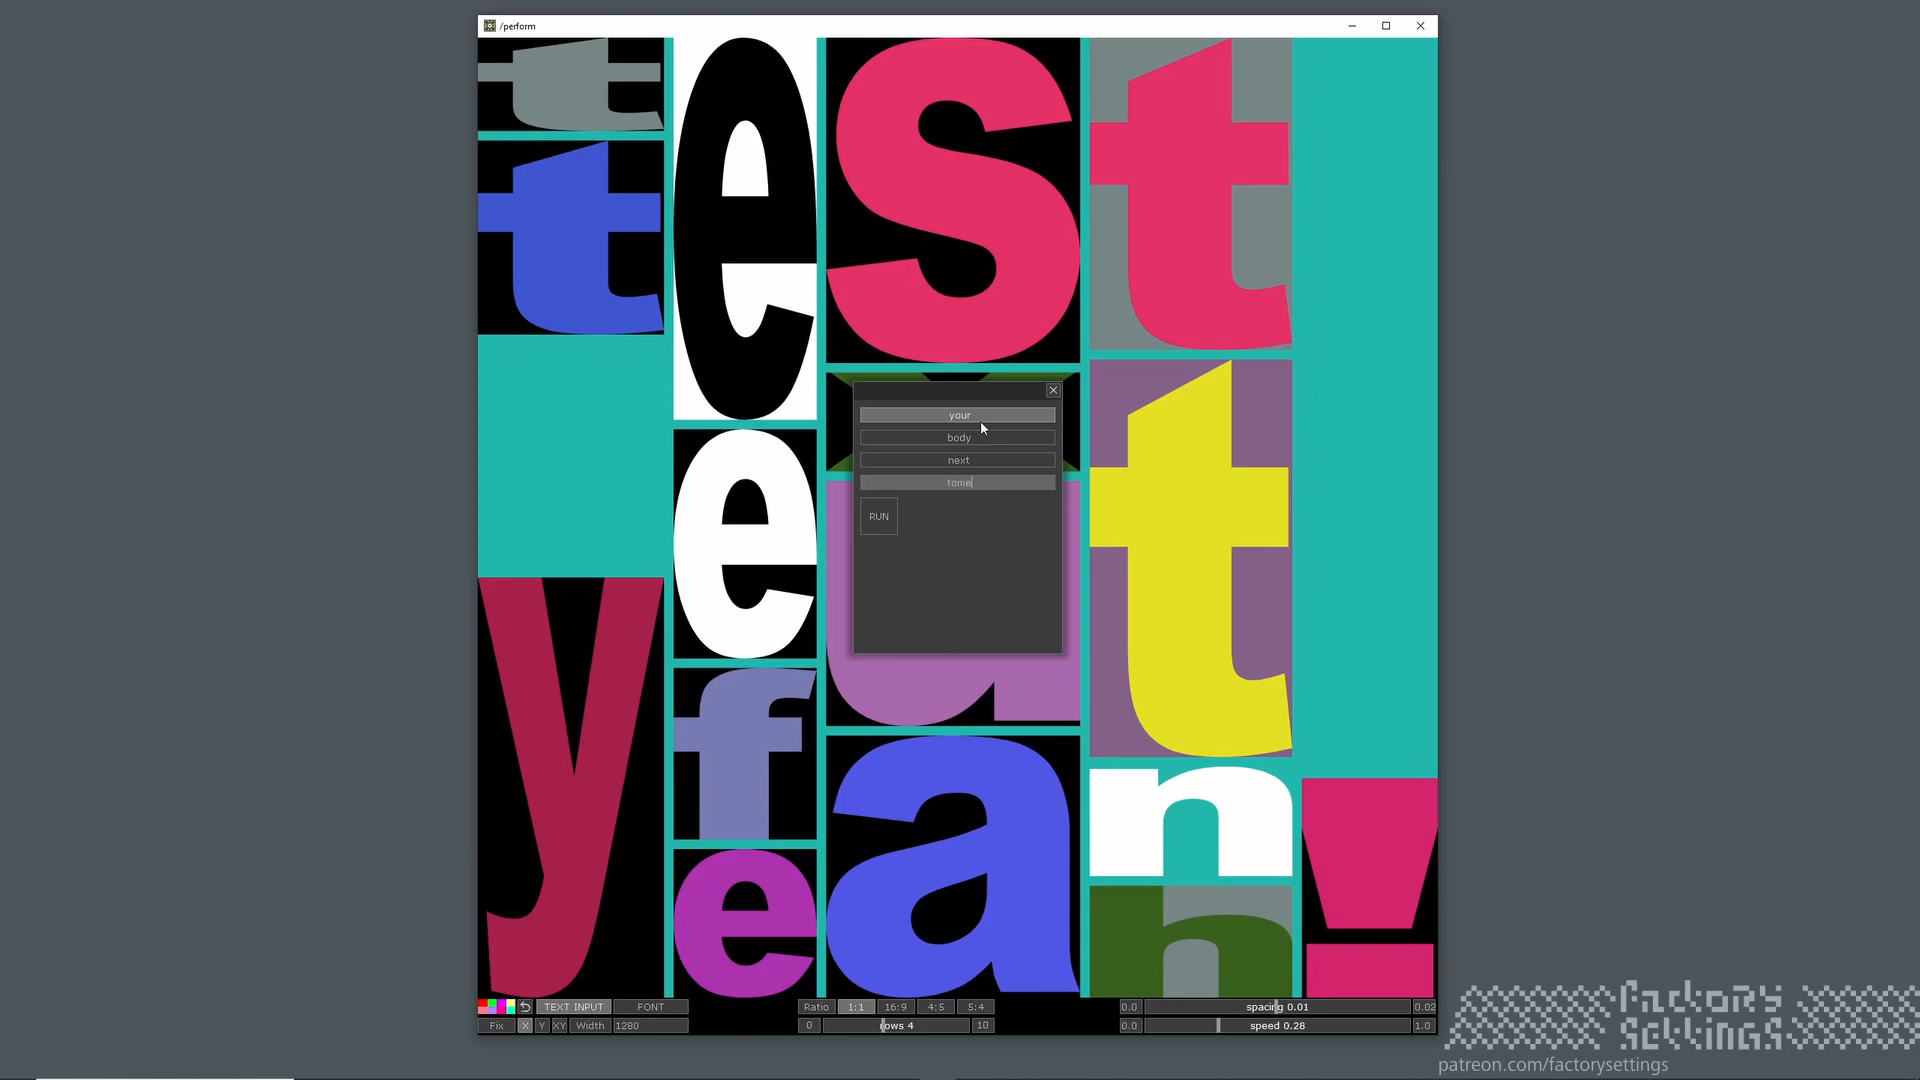 /perform
t e s t
t e x t
y f u n
e a n !
your
body
next
tome
RUN
TEXT INPUT FONT
Ratio 1:1 16:9 4:5 5:4
0.0 spacing 0.01 0.02
Fix X Y XY Width 1280
0 rows 4 10
0.0 speed 0.28 1.0
Factory
Settings
patreon.com/factorysettings